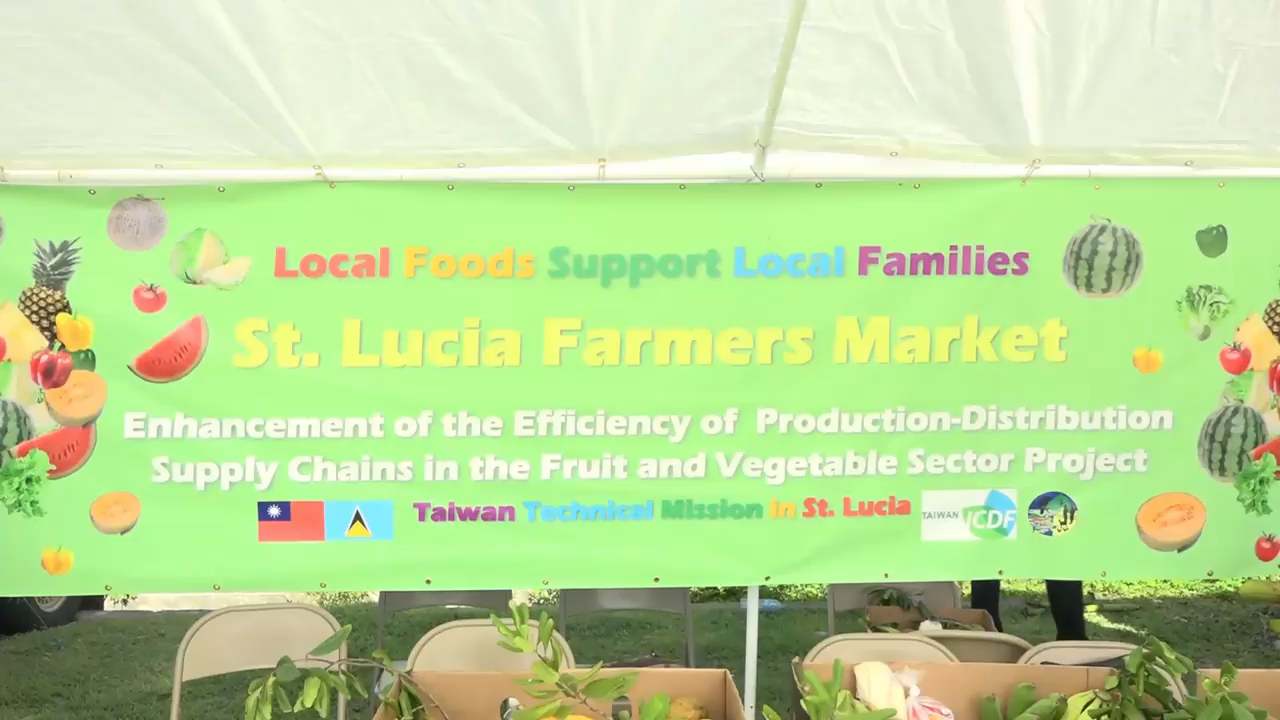 Local Foods Support Local Families
St. Lucia Farmers Market
Enhancement of the Efficiency of Production-Distribution
Supply Chains in the Fruit and Vegetable Sector Project
Taiwan Technical Mission in St. Lucia
TAIWAN ICDF